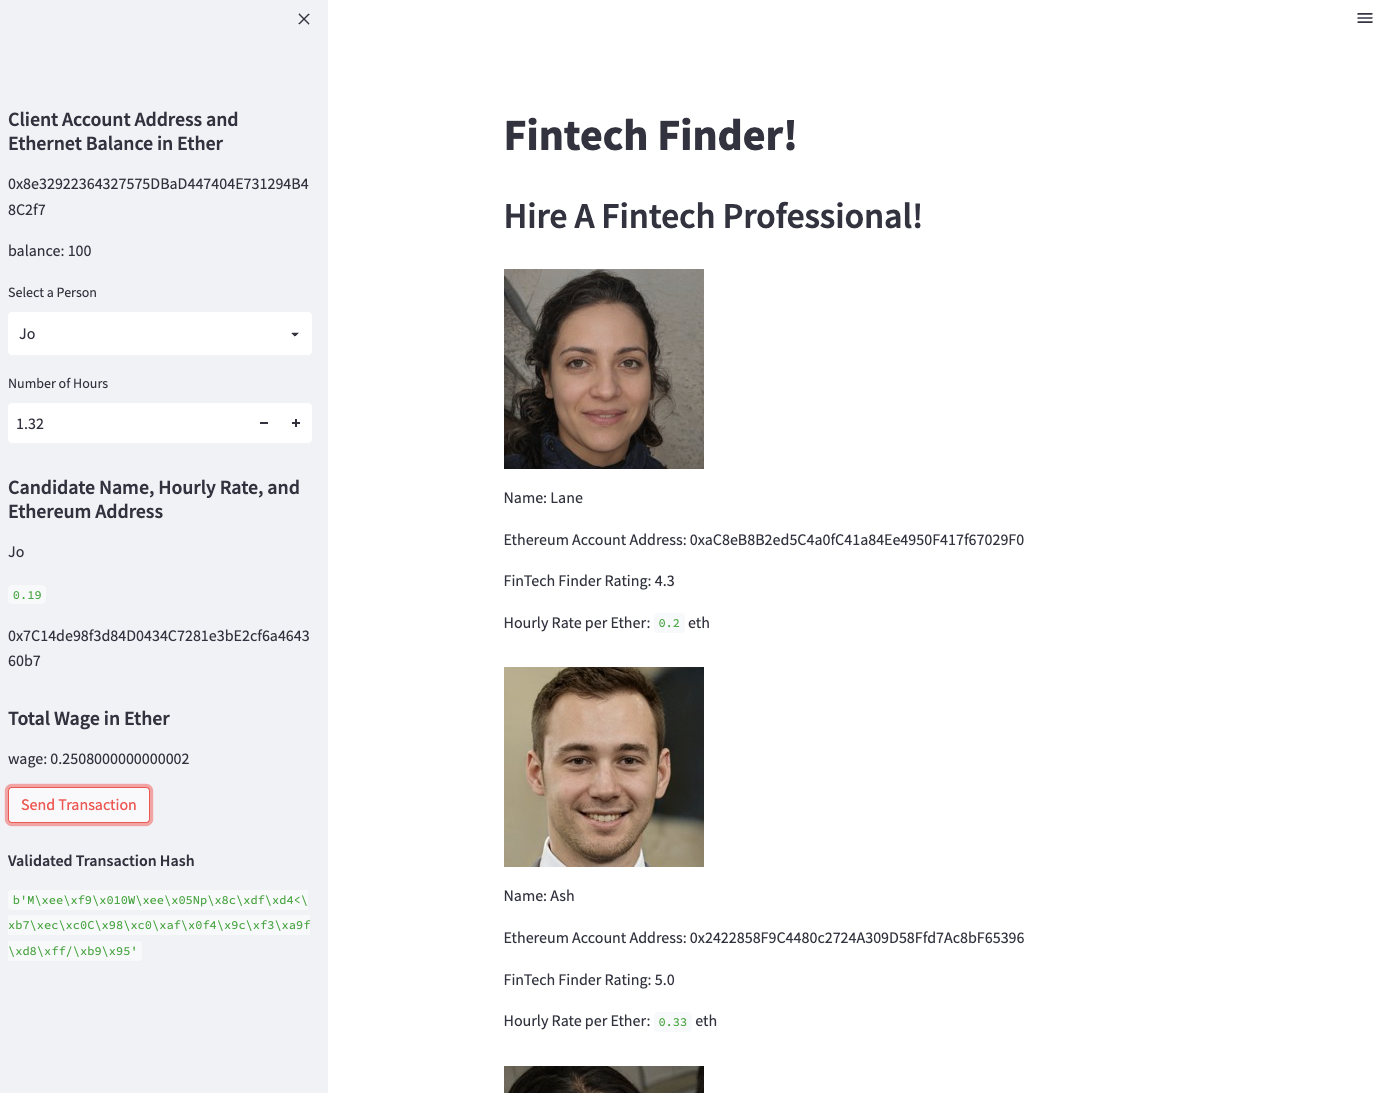 Client Account Address and
Ethernet Balance in Ether
0x8e32922364327575DBaD447404E731294B4
8C2f7
balance: 100
Select a Person
Jo
Number of Hours
1.32
Candidate Name, Hourly Rate, and
Ethereum Address
Jo
0.19
0x7C14de98f3d84D0434C7281e3bE2cf6a4643
60b7
Total Wage in Ether
wage: 0.2508000000000002
Send Transaction
Validated Transaction Hash
b'M\xee\xf9\x010W\xee\x05Np\x8c\xdf\xd4<\
xb7\xec\xc0C\x98\xc0\xaf\x0f4\x9c\xf3\xa9f
\xd8\xff/\xb9\x95'
Fintech Finder!
Hire A Fintech Professional!
Name: Lane
Ethereum Account Address: 0xaC8eB8B2ed5C4a0fC41a84Ee4950F417f67029F0
FinTech Finder Rating: 4.3
Hourly Rate per Ether: 0.2 eth
Name: Ash
Ethereum Account Address: 0x2422858F9C4480c2724A309D58Ffd7Ac8bF65396
FinTech Finder Rating: 5.0
Hourly Rate per Ether: 0.33 eth